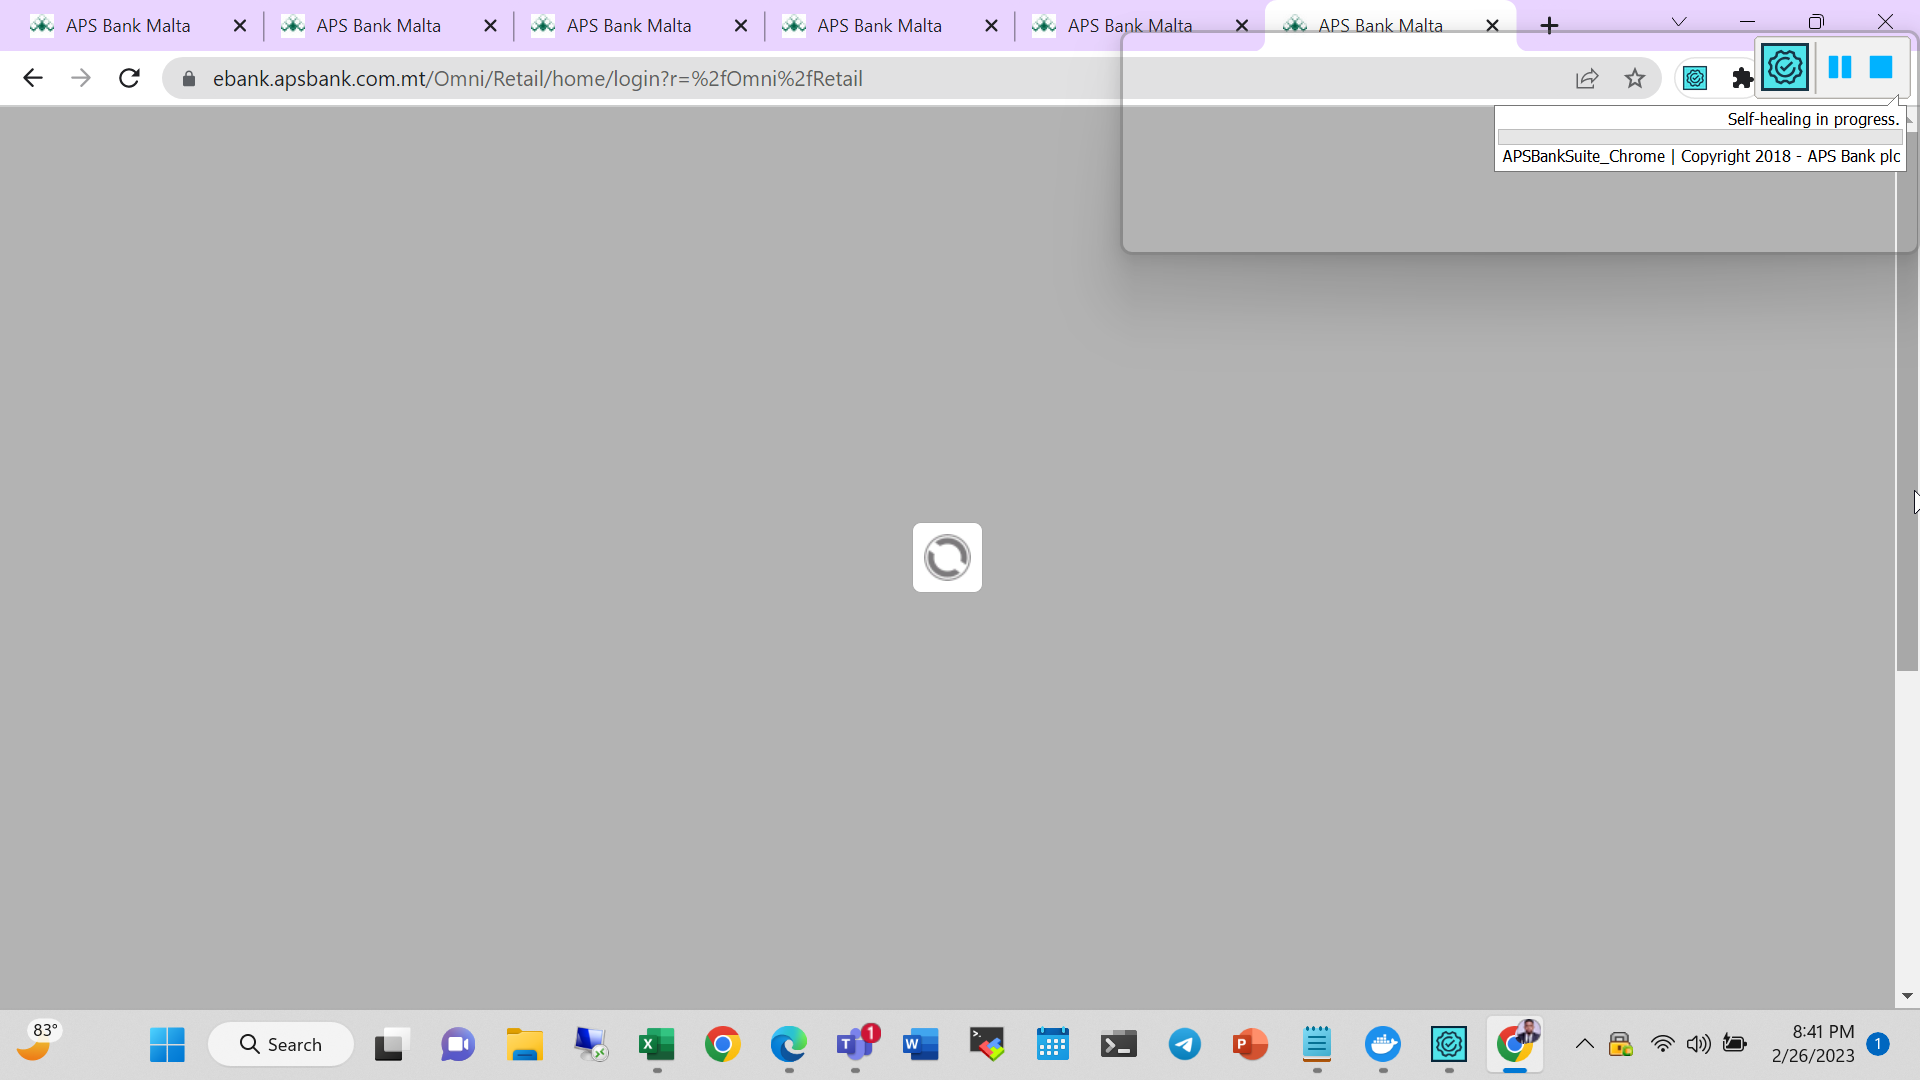 APS Bank Malta
APS Bank Malta
APS Bank Malta
APS Bank Malta
APS Bank Malta
APS Bank Malta
ebank.apsbank.com.mt/Omni/Retail/home/login?r=%2fOmni%2fRetail
Self-healing in progress.
APSBankSuite_Chrome | Copyright 2018 - APS Bank plc
83°
Search
1
8:41 PM
2/26/2023
1